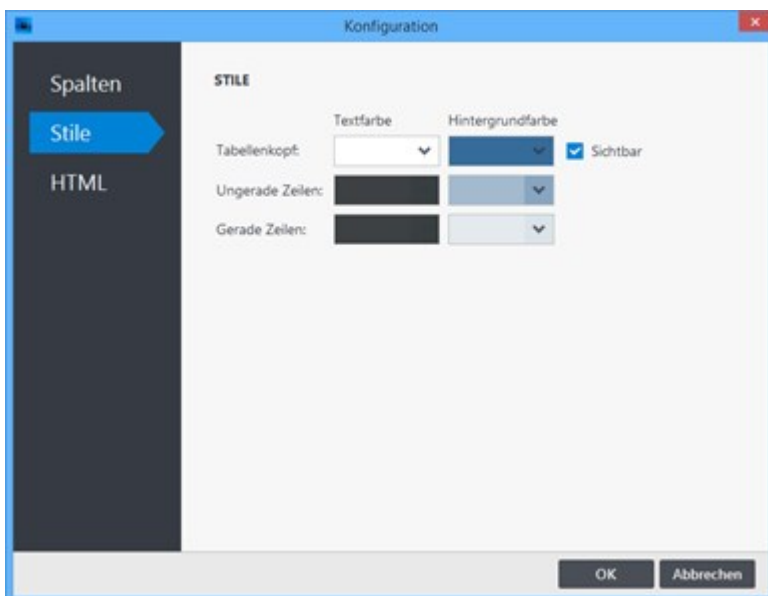 Konfiguration
Spalten
Stile
HTML
STILE
Textfarbe Hintergrundfarbe
Tabellenkopf: Sichtbar
Ungerade Zeilen:
Gerade Zeilen:
OK Abbrechen